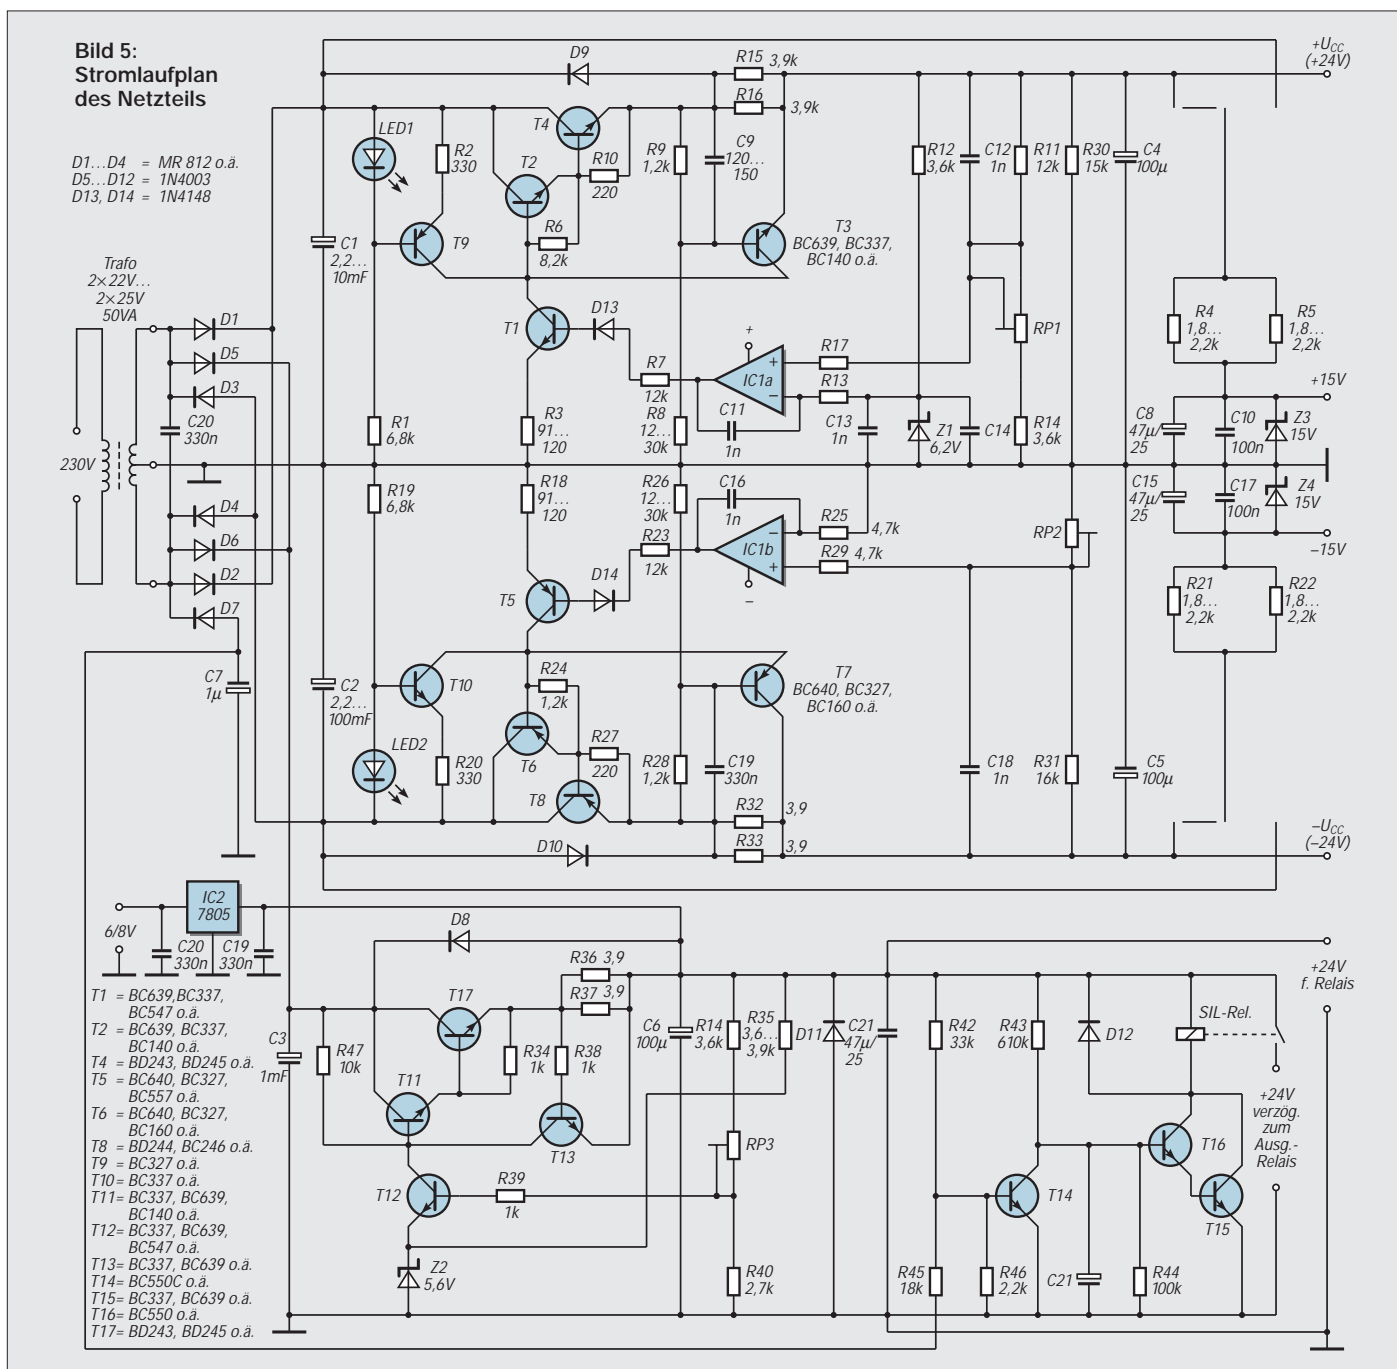 Bild 5:
Stromlaufplan
des Netzteils
D1...D4 = MR 812 o.ä.
D5...D12 = 1N4003
D13, D14 = 1N4148
Trafo
2×22V...
2×25V
50VA
230V
D1
D5
D3
C20
330n
D4
D6
D2
D7
C7
1µ
C1
2,2...
10mF
C2
2,2...
100mF
LED1
R2
330
T9
R1
6,8k
R19
6,8k
T10
LED2
R20
330
D9
T4
T2
R10
220
R6
8,2k
T1
D13
R3
91...
120
R18
91...
120
T5
D14
R24
1,2k
T6
R27
220
T8
D10
R15
3,9k
R16
3,9k
R9
1,2k
C9
120...
150
T3
BC639, BC337,
BC140 o.ä.
R7
12k
R8
12...
30k
C11
1n
+
IC1a
+
–
R17
R13
C13
1n
R26
12...
30k
C16
1n
R23
12k
IC1b
–
+
–
R25
4,7k
R29
4,7k
T7
BC640, BC327,
BC160 o.ä.
R28
1,2k
C19
330n
R32
3,9
R33
3,9
R12
3,6k
C12
1n
R11
12k
R30
15k
C4
100µ
RP1
Z1
6,2V
C14
R14
3,6k
RP2
C18
1n
R31
16k
C5
100µ
+UCC
(+24V)
R4
1,8...
2,2k
R5
1,8...
2,2k
+15V
C8
47µ/
25
C10
100n
Z3
15V
C15
47µ/
25
C17
100n
Z4
15V
–15V
R21
1,8...
2,2k
R22
1,8...
2,2k
–UCC
(–24V)
IC2
7805
6/8V
C20
330n
C19
330n
T1 = BC639,BC337,
BC547 o.ä.
T2 = BC639, BC337,
BC140 o.ä.
T4 = BD243, BD245 o.ä.
T5 = BC640, BC327,
BC557 o.ä.
T6 = BC640, BC327,
BC160 o.ä.
T8 = BD244, BC246 o.ä.
T9 = BC327 o.ä.
T10= BC337 o.ä.
T11= BC337, BC639,
BC140 o.ä.
T12= BC337, BC639,
BC547 o.ä.
T13= BC337, BC639 o.ä.
T14= BC550C o.ä.
T15= BC337, BC639 o.ä.
T16= BC550 o.ä.
T17= BD243, BD245 o.ä.
C3
1mF
D8
T17
R36 3,9
R37 3,9
R47
10k
R34
1k
R38
1k
T11
T13
T12
R39
1k
Z2
5,6V
C6
100µ
R14
3,6k
R35
3,6...
3,9k
D11
C21
47µ/
25
RP3
R40
2,7k
R42
33k
R43
610k
D12
SIL-Rel.
+24V
f. Relais
T16
T14
T15
R45
18k
R46
2,2k
C21
R44
100k
+24V
verzög.
zum
Ausg.-
Relais